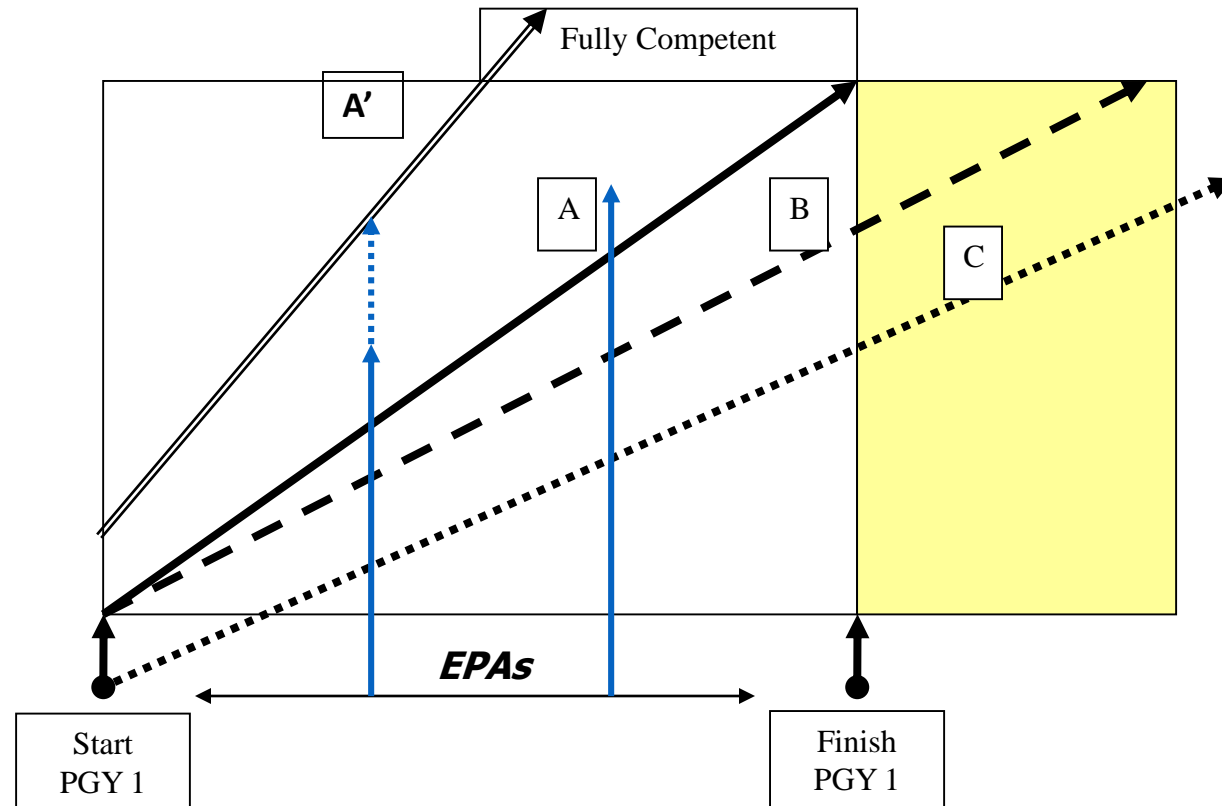 Fully Competent
A’
A
B
C
EPAs
Start
PGY 1
Finish
PGY 1